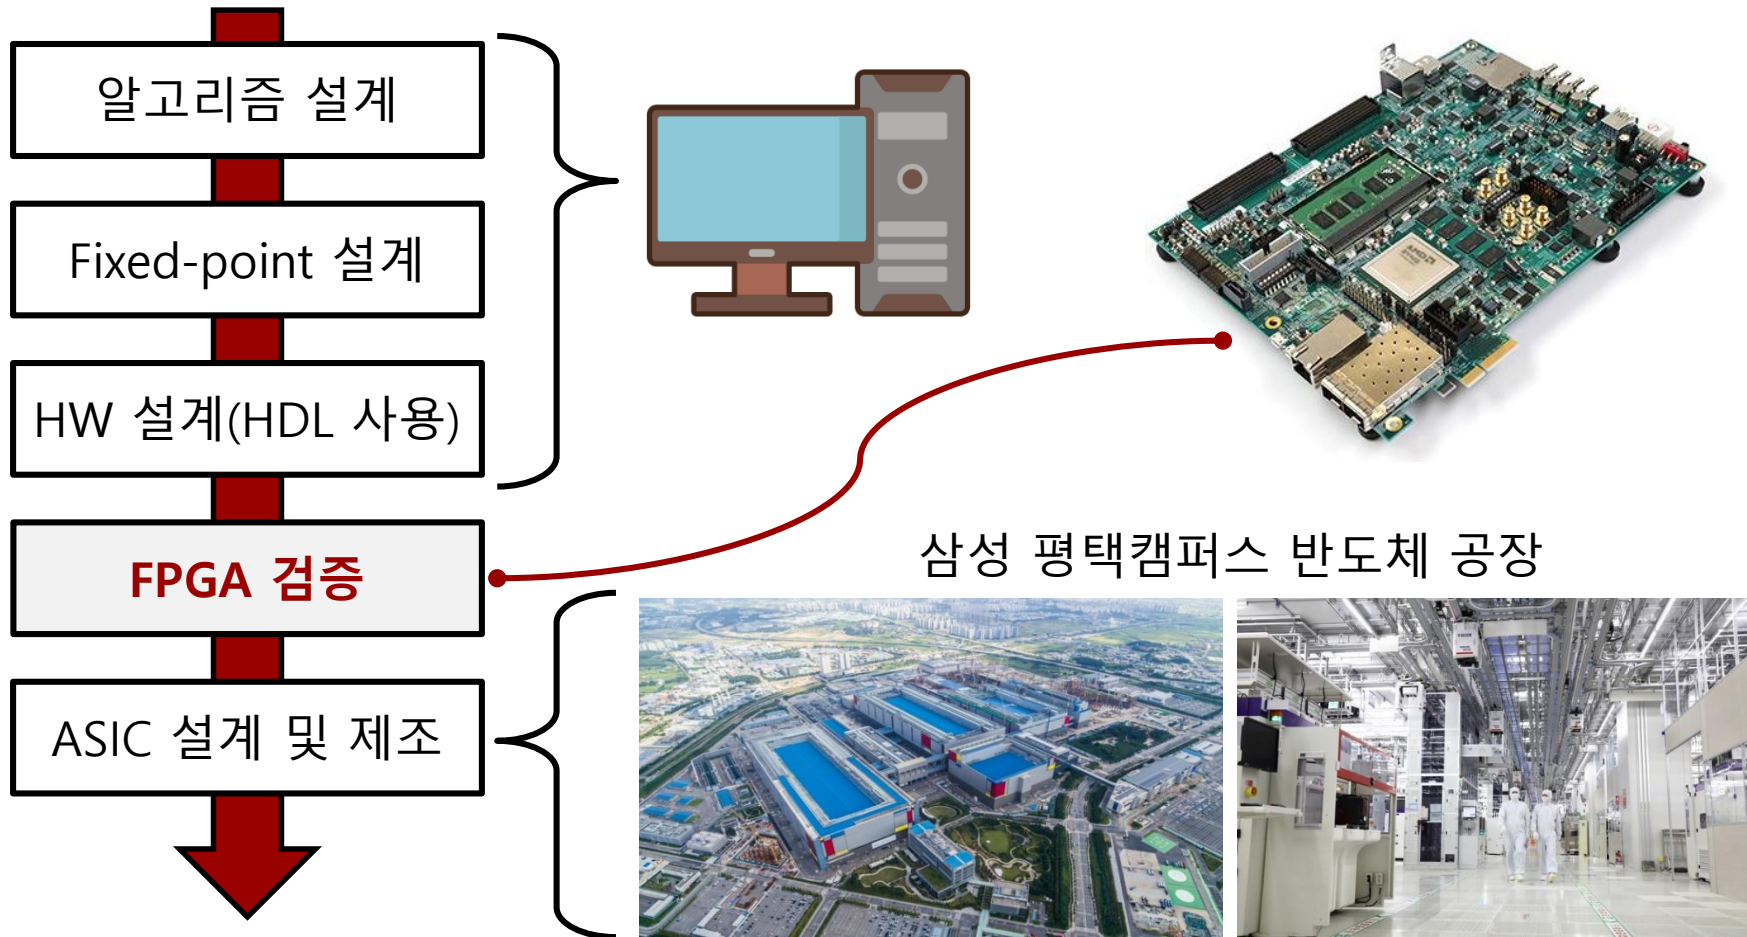 알고리즘 설계
Fixed-point 설계
HW 설계(HDL 사용)
FPGA 검증
삼성 평택캠퍼스 반도체 공장
ASIC 설계 및 제조